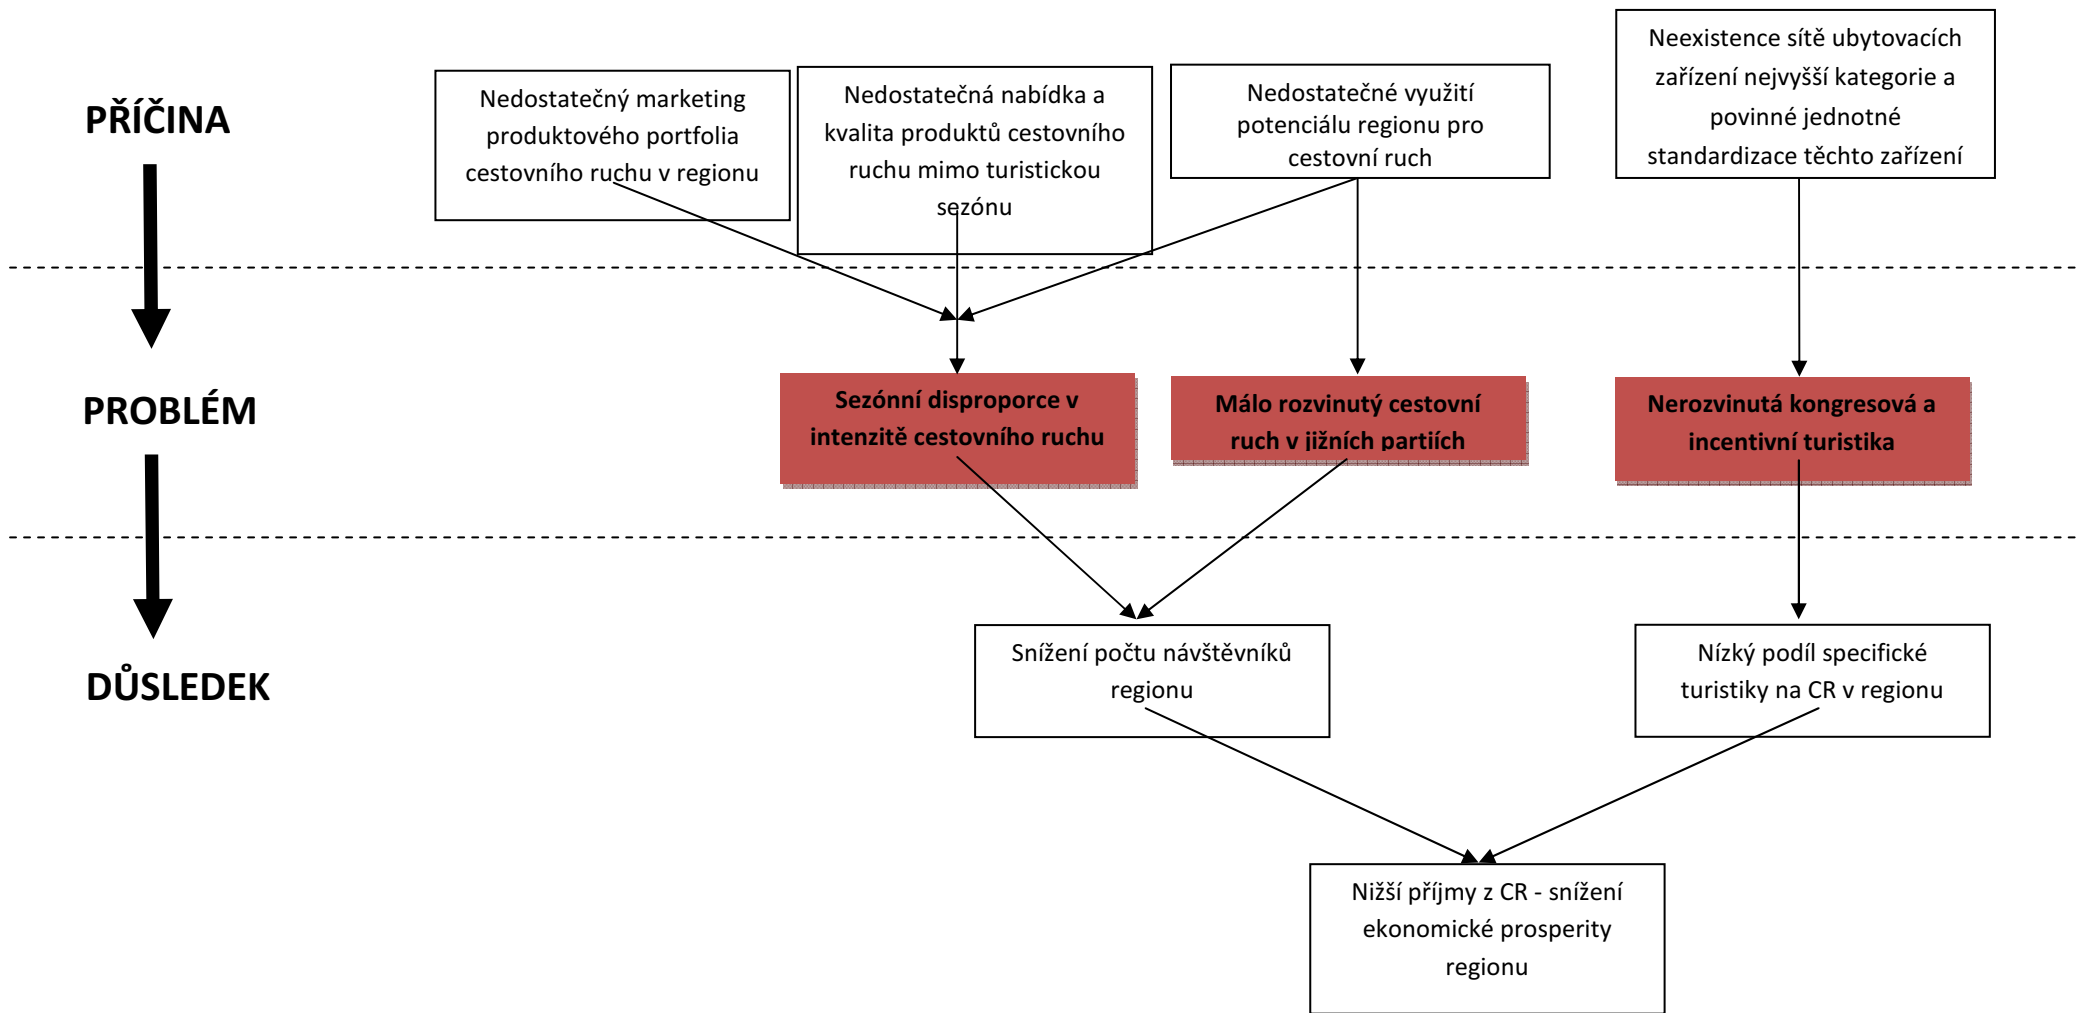 PŘÍČINA
Nedostatečný marketing
produktového portfolia
cestovního ruchu v regionu
Nedostatečná nabídka a
kvalita produktů cestovního
ruchu mimo turistickou
sezónu
Nedostatečné využití
potenciálu regionu pro
cestovní ruch
Neexistence sítě ubytovacích
zařízení nejvyšší kategorie a
povinné jednotné
standardizace těchto zařízení
PROBLÉM
Sezónní disproporce v
intenzitě cestovního ruchu
Málo rozvinutý cestovní
ruch v jižních partiích
Nerozvinutá kongresová a
incentivní turistika
DŮSLEDEK
Snížení počtu návštěvníků
regionu
Nízký podíl specifické
turistiky na CR v regionu
Nižší příjmy z CR - snížení
ekonomické prosperity
regionu